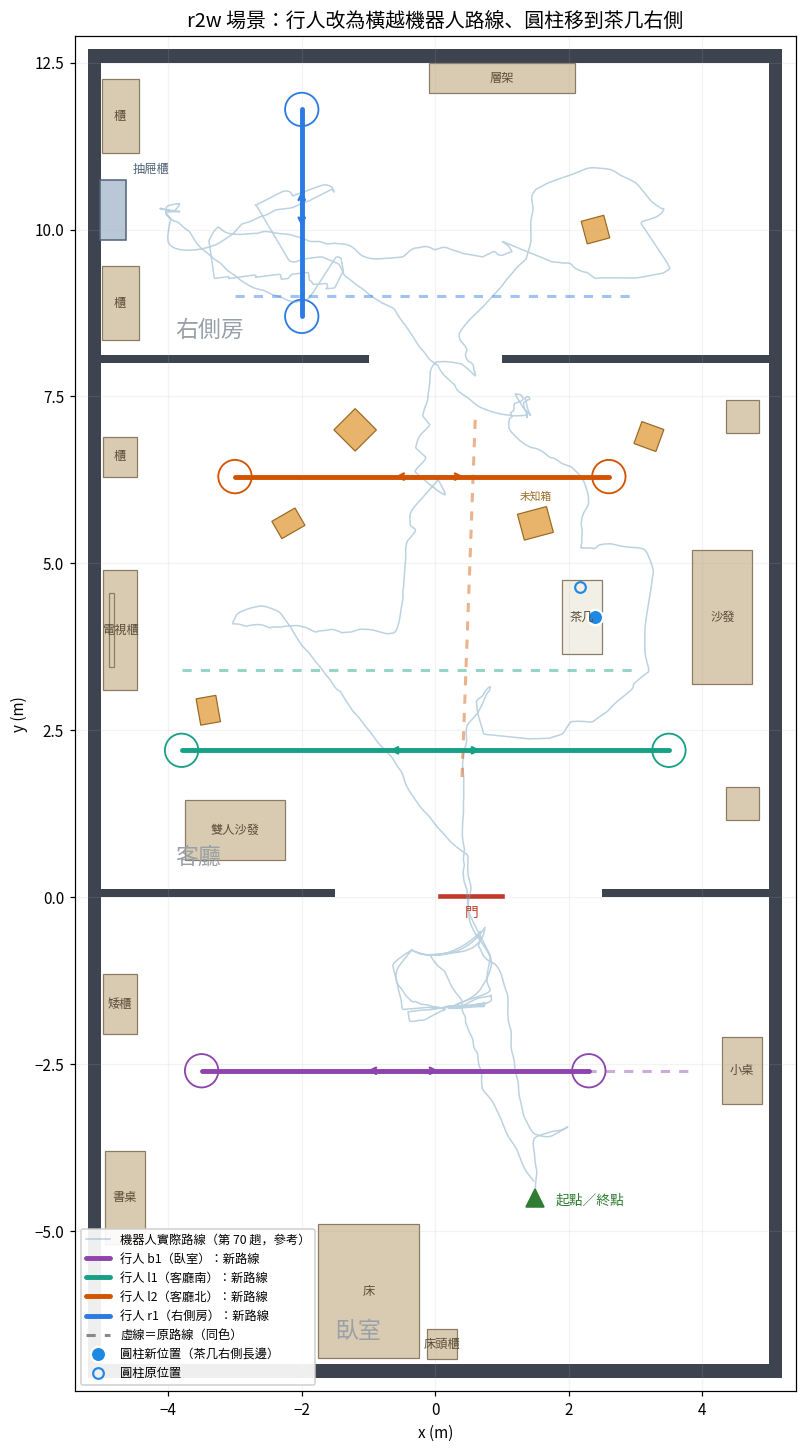 r2w 場景：行人改為橫越機器人路線、圓柱移到茶几右側
12.5
層架
櫃
抽屜櫃
10.0
櫃
右側房
7.5
櫃
未知箱
5.0
電視櫃
茶几
沙發
y (m)
2.5
雙人沙發
客廳
0.0
門
矮櫃
−2.5
小桌
書桌
起點／終點
−5.0
機器人實際路線（第 70 趟，參考）
行人 b1（臥室）：新路線
行人 l1（客廳南）：新路線
行人 l2（客廳北）：新路線
行人 r1（右側房）：新路線
虛線＝原路線（同色）
圓柱新位置（茶几右側長邊）
圓柱原位置
床
臥室
床頭櫃
−4
−2
0
2
4
x (m)